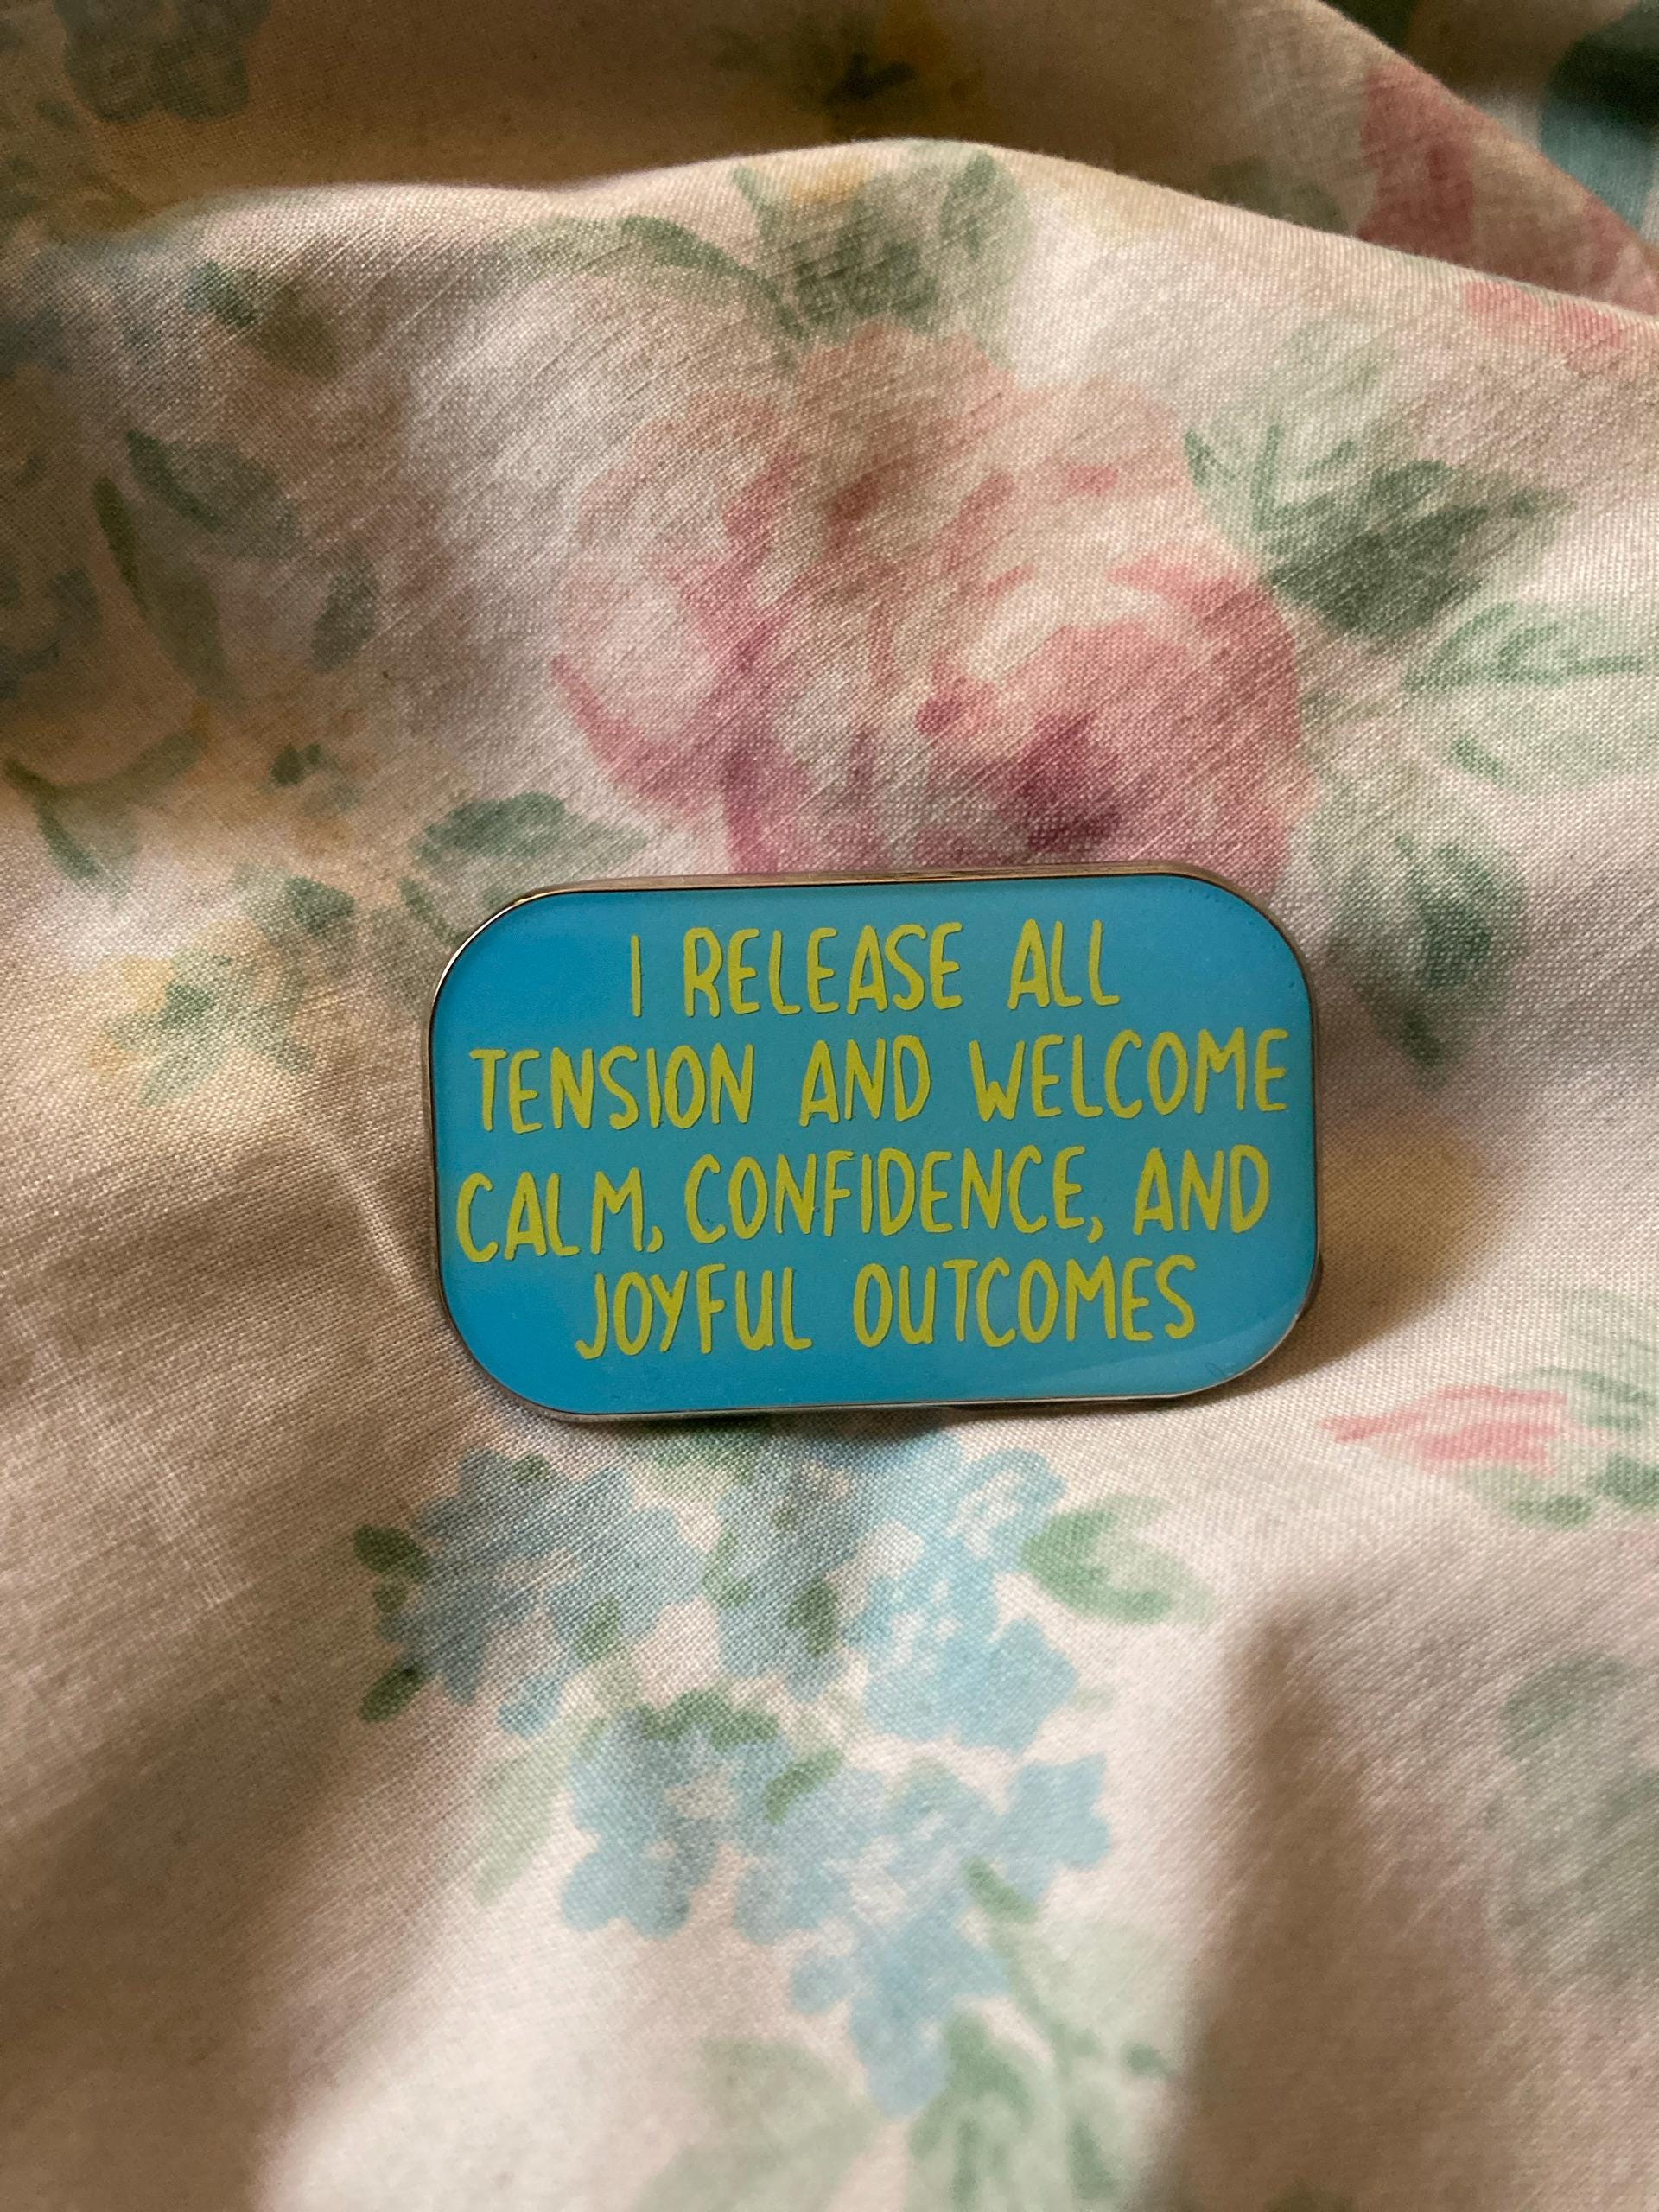 I RELEASE ALL
TENSION AND WELCOME
CALM, CONFIDENCE, AND
JOYFUL OUTCOMES